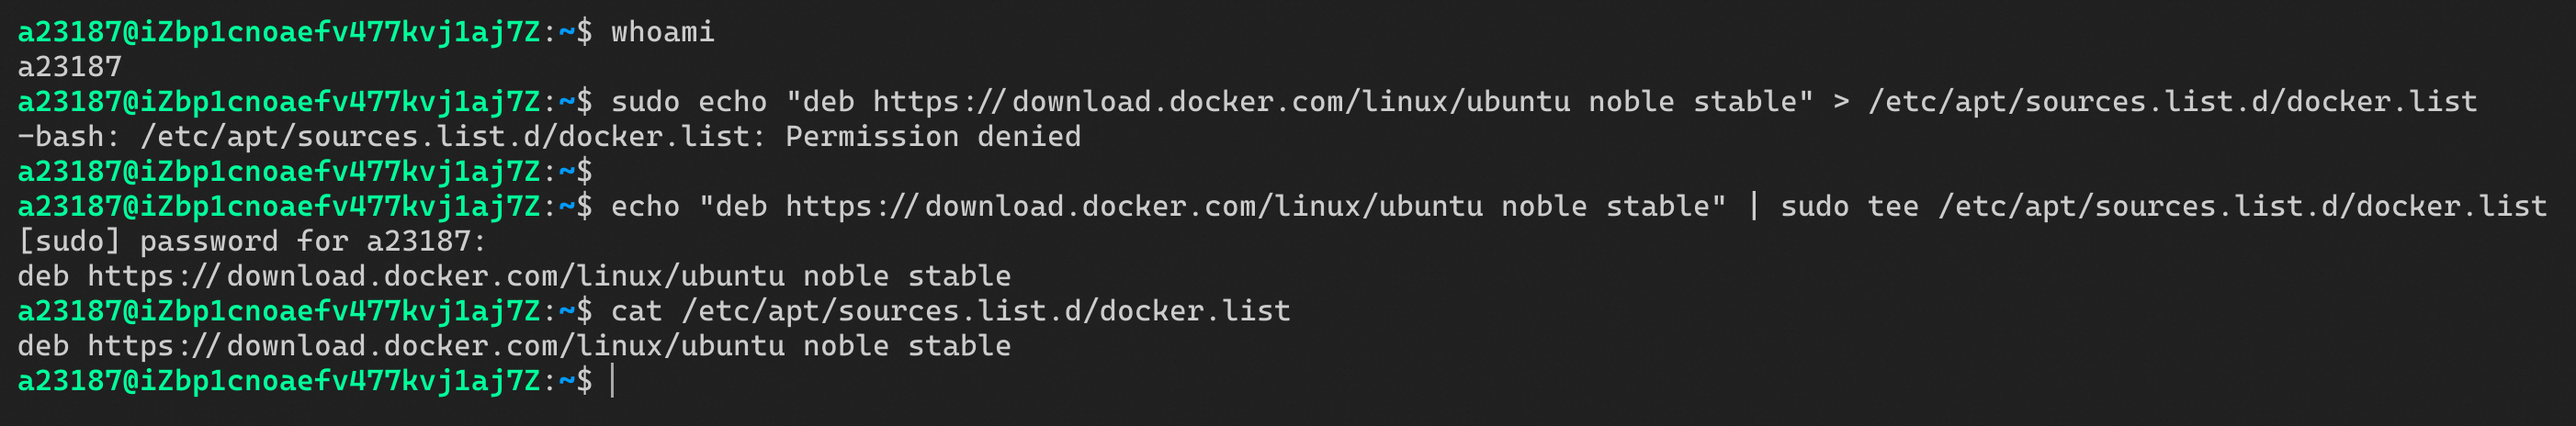 a23187@iZbp1cnoaefv477kvj1aj7Z:~$ whoami
a23187
a23187@iZbp1cnoaefv477kvj1aj7Z:~$ sudo echo "deb https://download.docker.com/linux/ubuntu noble stable" > /etc/apt/sources.list.d/docker.list
-bash: /etc/apt/sources.list.d/docker.list: Permission denied
a23187@iZbp1cnoaefv477kvj1aj7Z:~$
a23187@iZbp1cnoaefv477kvj1aj7Z:~$ echo "deb https://download.docker.com/linux/ubuntu noble stable" | sudo tee /etc/apt/sources.list.d/docker.list
[sudo] password for a23187:
deb https://download.docker.com/linux/ubuntu noble stable
a23187@iZbp1cnoaefv477kvj1aj7Z:~$ cat /etc/apt/sources.list.d/docker.list
deb https://download.docker.com/linux/ubuntu noble stable
a23187@iZbp1cnoaefv477kvj1aj7Z:~$